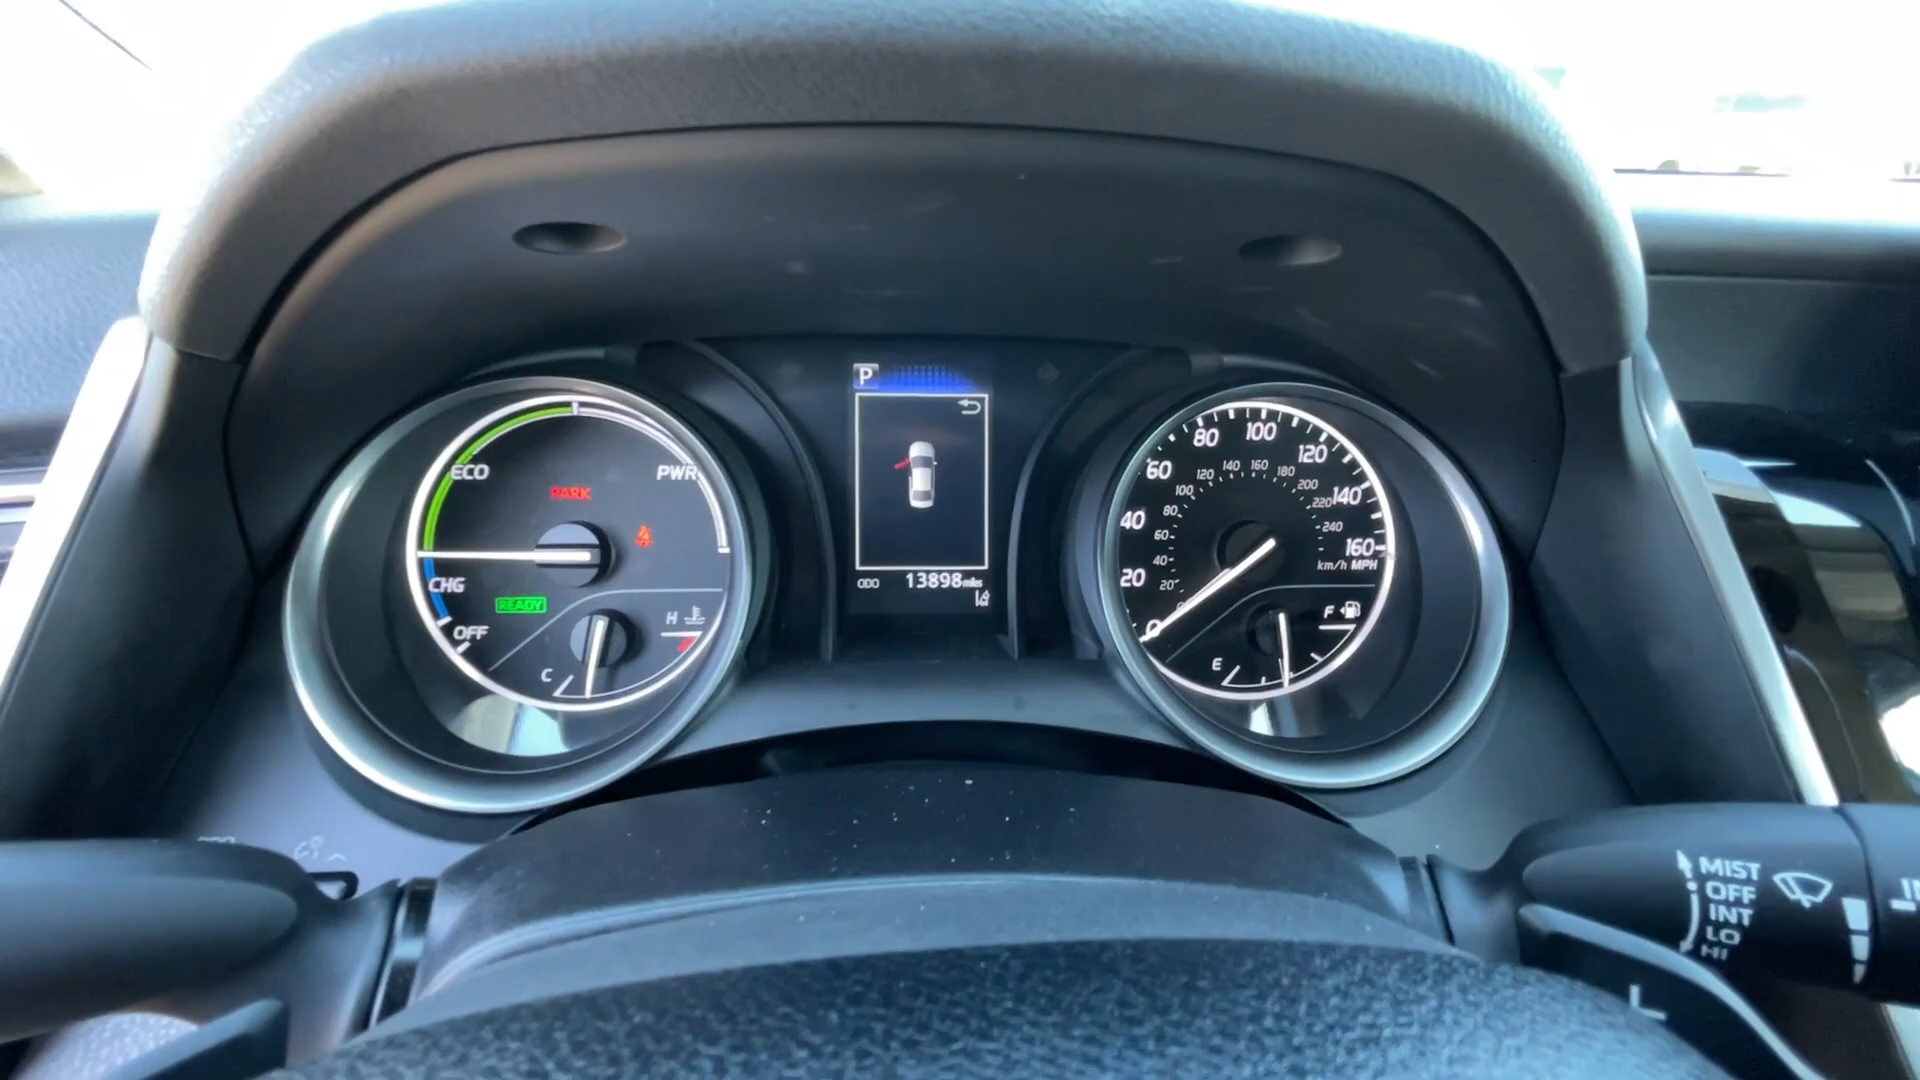 ECO
PWR
PARK
CHG
READY
OFF
H
C
P
ODO 13898 miles
0
20
40
60
80
100
120
140
160
20
40
60
80
100
120
140
160
180
200
220
240
km/h MPH
F
E
MIST
OFF
INT
LO
HI